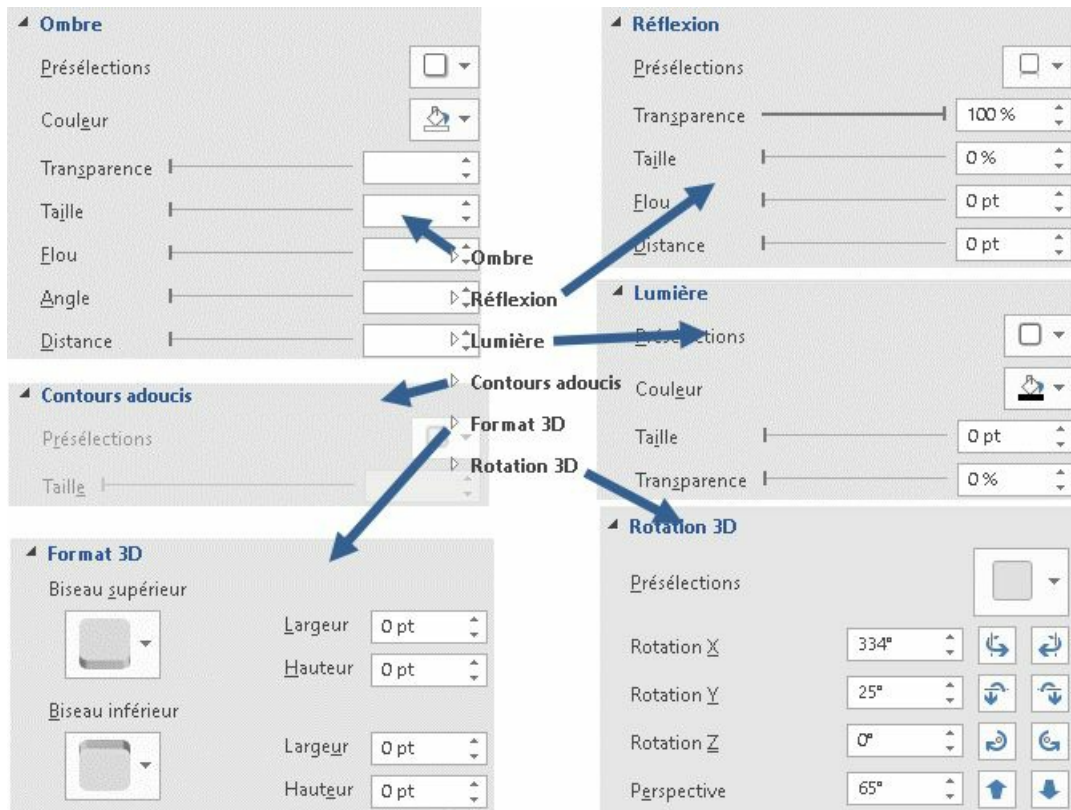 Ombre
Présélections
Couleur
Transparence
Taille
Flou
Angle
Distance
Contours adoucis
Présélections
Taille
Format 3D
Biseau supérieur
Largeur 0 pt
Hauteur 0 pt
Biseau inférieur
Largeur 0 pt
Hauteur 0 pt
Ombre
Réflexion
Lumière
Contours adoucis
Format 3D
Rotation 3D
Réflexion
Présélections
Transparence 100 %
Taille 0 %
Flou 0 pt
Distance 0 pt
Lumière
Présélections
Couleur
Taille 0 pt
Transparence 0 %
Rotation 3D
Présélections
Rotation X 334°
Rotation Y 25°
Rotation Z 0°
Perspective 65°